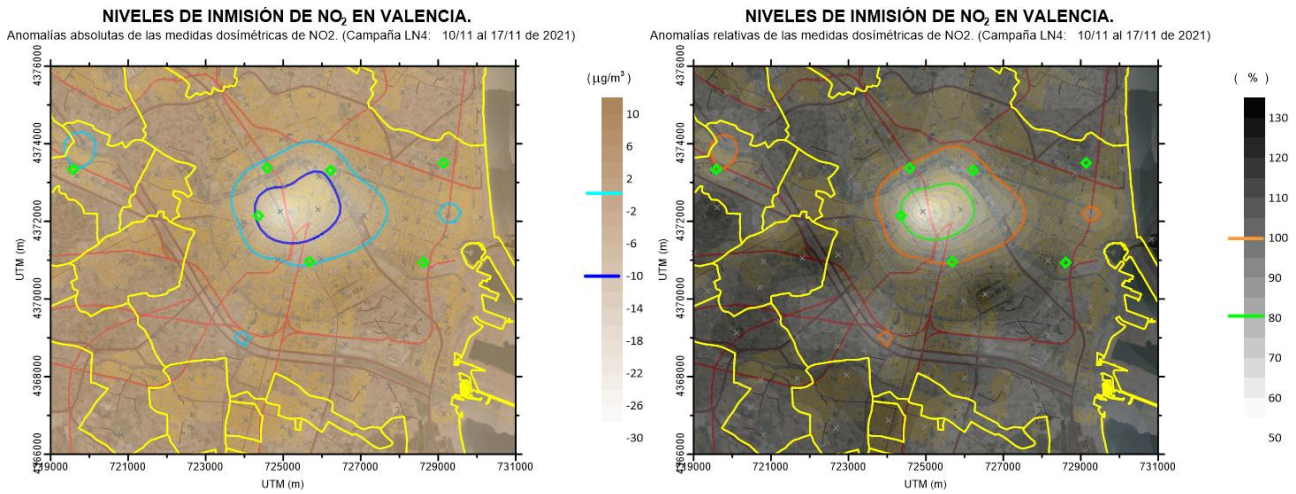 NIVELES DE INMISIÓN DE NO₂ EN VALENCIA.
Anomalías absolutas de las medidas dosímétricas de NO2. (Campaña LN4: 10/11 al 17/11 de 2021)
4376000
4374000
4372000
4370000
4368000
4366000
UTM (m)
719000 721000 723000 725000 727000 729000 731000
UTM (m)
(µg/m³)
10
6
2
-2
-6
-10
-14
-18
-22
-26
-30
NIVELES DE INMISIÓN DE NO₂ EN VALENCIA.
Anomalías relativas de las medidas dosímétricas de NO2. (Campaña LN4: 10/11 al 17/11 de 2021)
4376000
4374000
4372000
4370000
4368000
4366000
UTM (m)
719000 721000 723000 725000 727000 729000 731000
UTM (m)
( % )
130
120
110
100
90
80
70
60
50